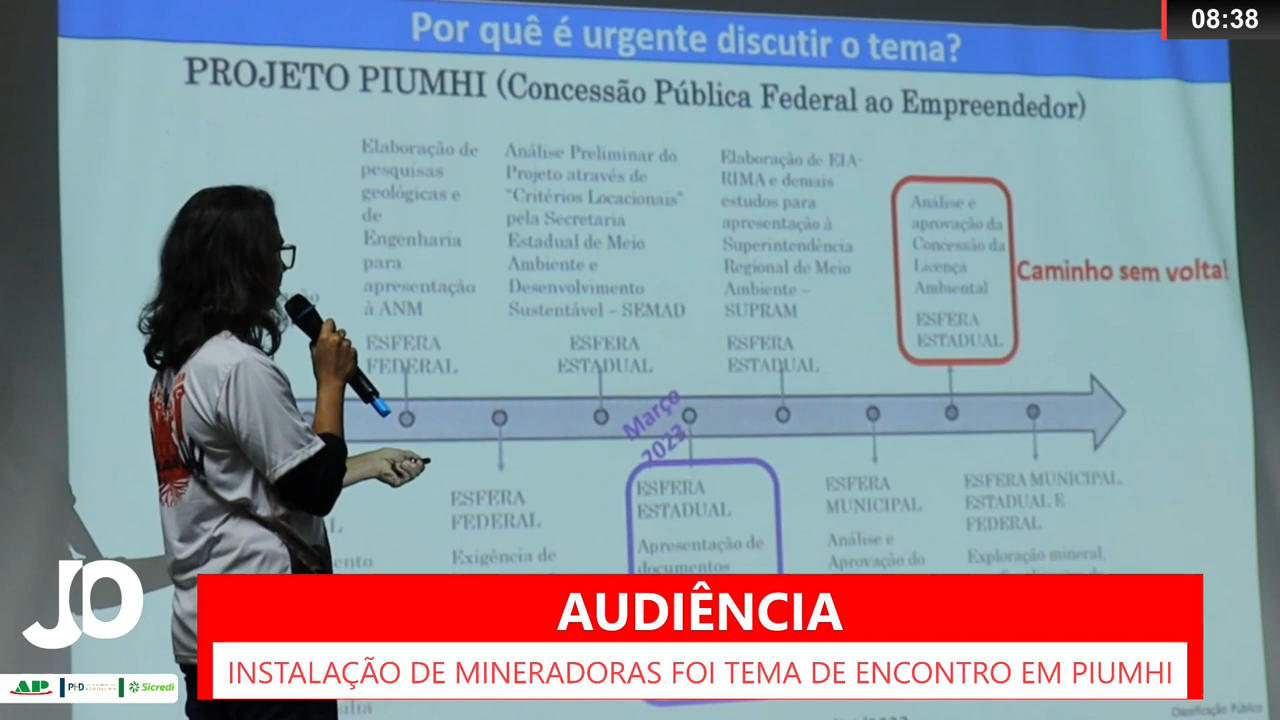 08:38
Por quê é urgente discutir o tema?
PROJETO PIUMHI (Concessão Pública Federal ao Empreendedor)
Elaboração de
pesquisas
geológicas e
de
Engenharia
para
apresentação
à ANM
ESFERA
FEDERAL
Análise Preliminar do
Projeto através de
"Critérios Locacionais"
pela Secretaria
Estadual de Meio
Ambiente e
Desenvolvimento
Sustentável – SEMAD
ESFERA
ESTADUAL
Elaboração de EIA-
RIMA e demais
estudos para
apresentação à
Superintendência
Regional de Meio
Ambiente –
SUPRAM
ESFERA
ESTADUAL
Análise e
aprovação da
Concessão da
Licença
Ambiental
ESFERA
ESTADUAL
Caminho sem volta!
Março
2023
ESFERA
FEDERAL
Exigência de
ESFERA
ESTADUAL
Apresentação de
documentos
ESFERA
MUNICIPAL
Análise e
Aprovação do
ESFERA MUNICIPAL,
ESTADUAL E
FEDERAL
Exploração mineral,
JO
AUDIÊNCIA
INSTALAÇÃO DE MINERADORAS FOI TEMA DE ENCONTRO EM PIUMHI
AP
PHD
Sicredi
Classificação: Pública